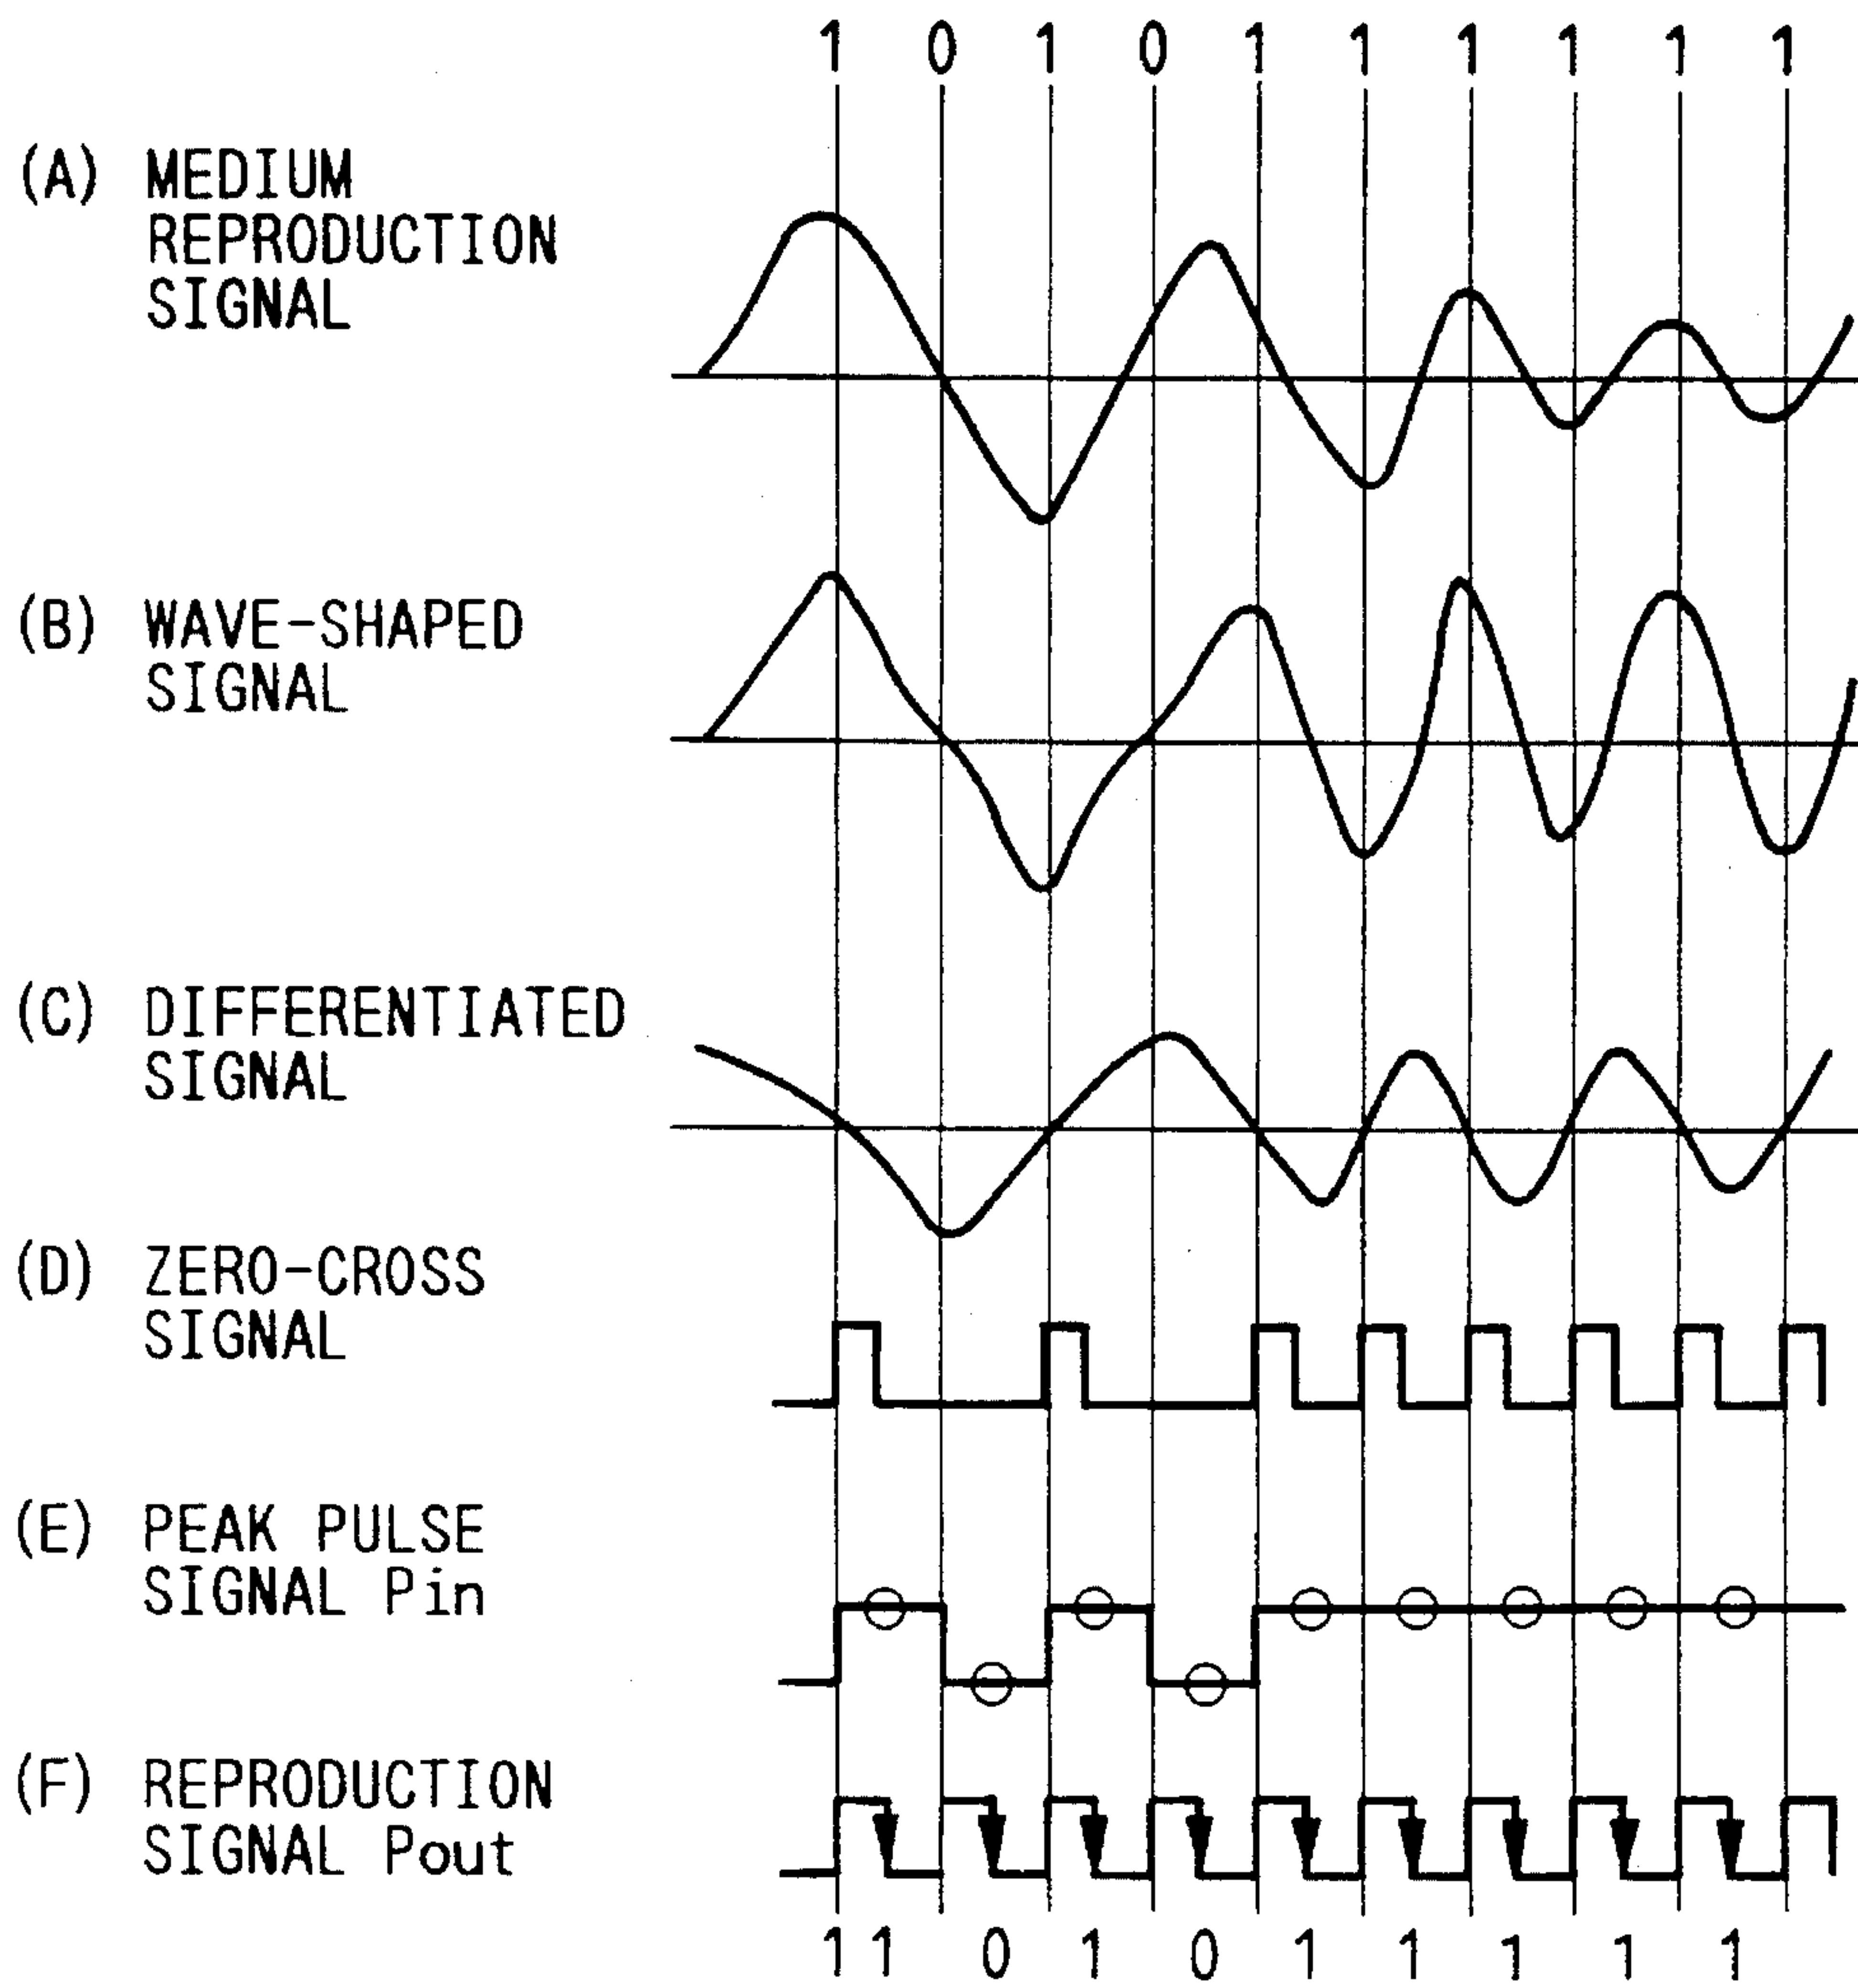 1 0 1 0 1 1 1 1 1 1
(A) MEDIUM
REPRODUCTION
SIGNAL
(B) WAVE-SHAPED
SIGNAL
(C) DIFFERENTIATED
SIGNAL
(D) ZERO-CROSS
SIGNAL
(E) PEAK PULSE
SIGNAL Pin
(F) REPRODUCTION
SIGNAL Pout
1 1 0 1 0 1 1 1 1 1